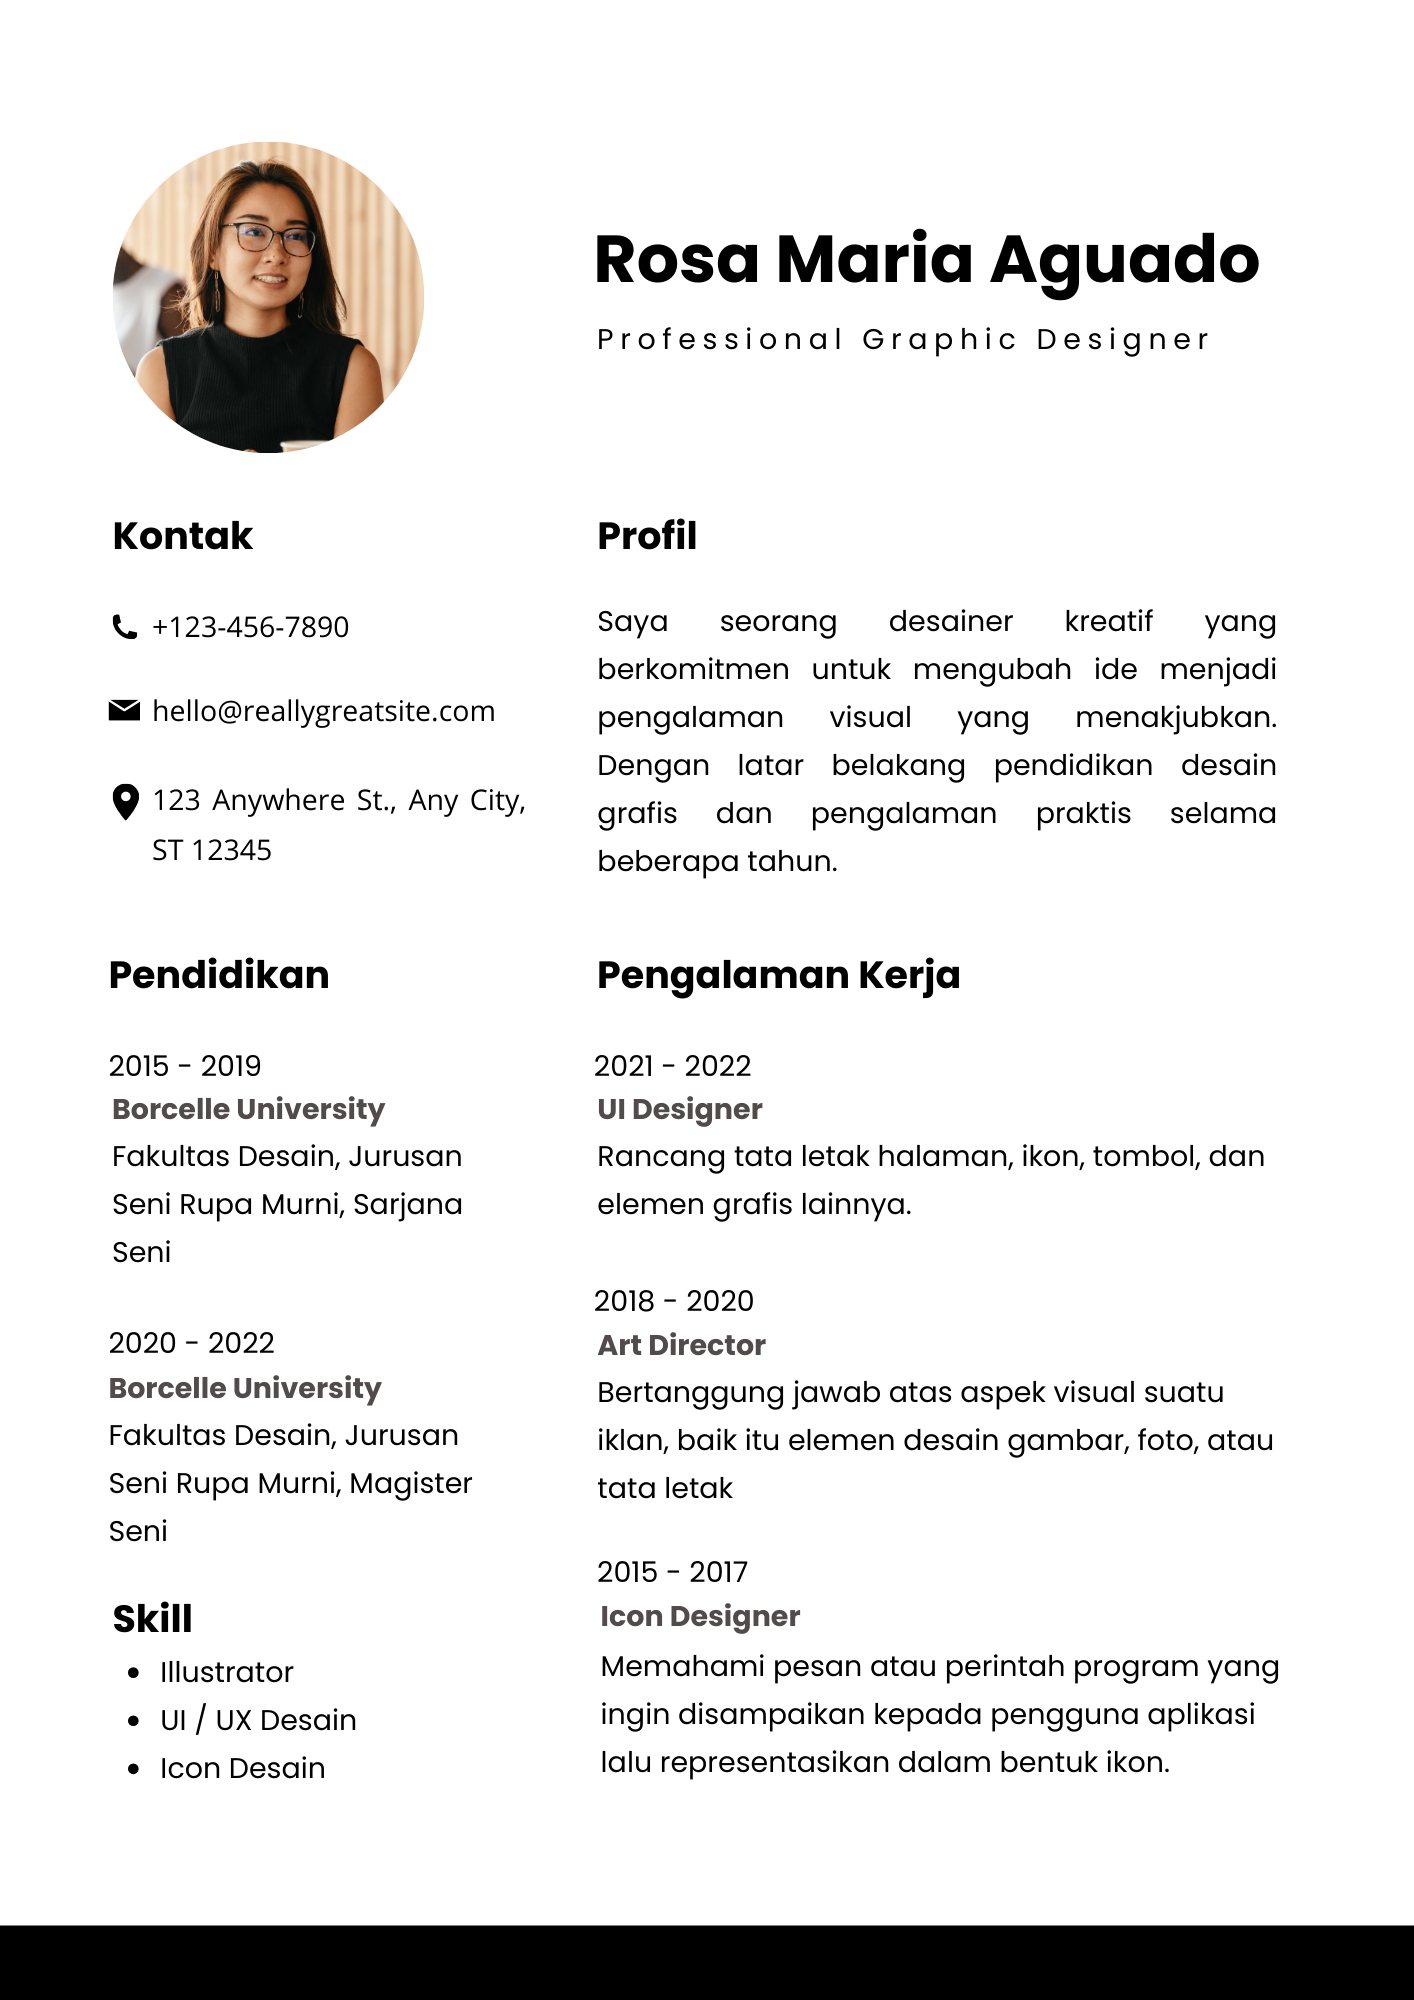 Rosa Maria Aguado
Professional Graphic Designer
Kontak
+123-456-7890
hello@reallygreatsite.com
123 Anywhere St., Any City,
ST 12345
Profil
Saya seorang desainer kreatif yang
berkomitmen untuk mengubah ide menjadi
pengalaman visual yang menakjubkan.
Dengan latar belakang pendidikan desain
grafis dan pengalaman praktis selama
beberapa tahun.
Pendidikan
2015 - 2019
Borcelle University
Fakultas Desain, Jurusan
Seni Rupa Murni, Sarjana
Seni
2020 - 2022
Borcelle University
Fakultas Desain, Jurusan
Seni Rupa Murni, Magister
Seni
Skill
• Illustrator
• UI / UX Desain
• Icon Desain
Pengalaman Kerja
2021 - 2022
UI Designer
Rancang tata letak halaman, ikon, tombol, dan
elemen grafis lainnya.
2018 - 2020
Art Director
Bertanggung jawab atas aspek visual suatu
iklan, baik itu elemen desain gambar, foto, atau
tata letak
2015 - 2017
Icon Designer
Memahami pesan atau perintah program yang
ingin disampaikan kepada pengguna aplikasi
lalu representasikan dalam bentuk ikon.